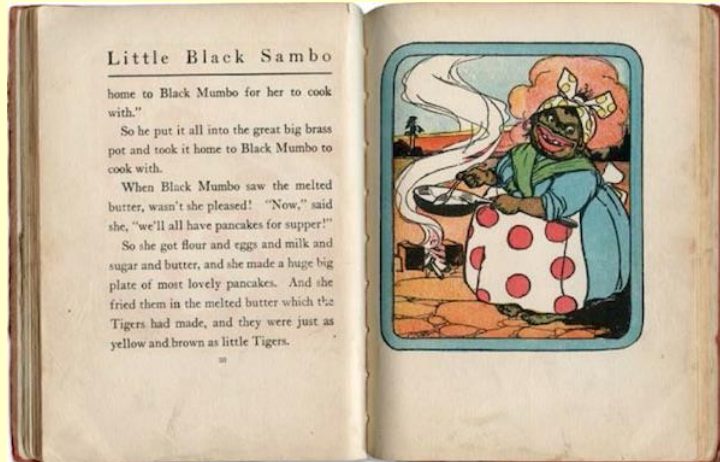 Little Black Sambo
home to Black Mumbo for her to cook
with."
So he put it all into the great big brass
pot and took it home to Black Mumbo to
cook with.
When Black Mumbo saw the melted
butter, wasn't she pleased! "Now," said
she, "we'll all have pancakes for supper!"
So she got flour and eggs and milk and
sugar and butter, and she made a huge big
plate of most lovely pancakes. And she
fried them in the melted butter which the
Tigers had made, and they were just as
yellow and brown as little Tigers.